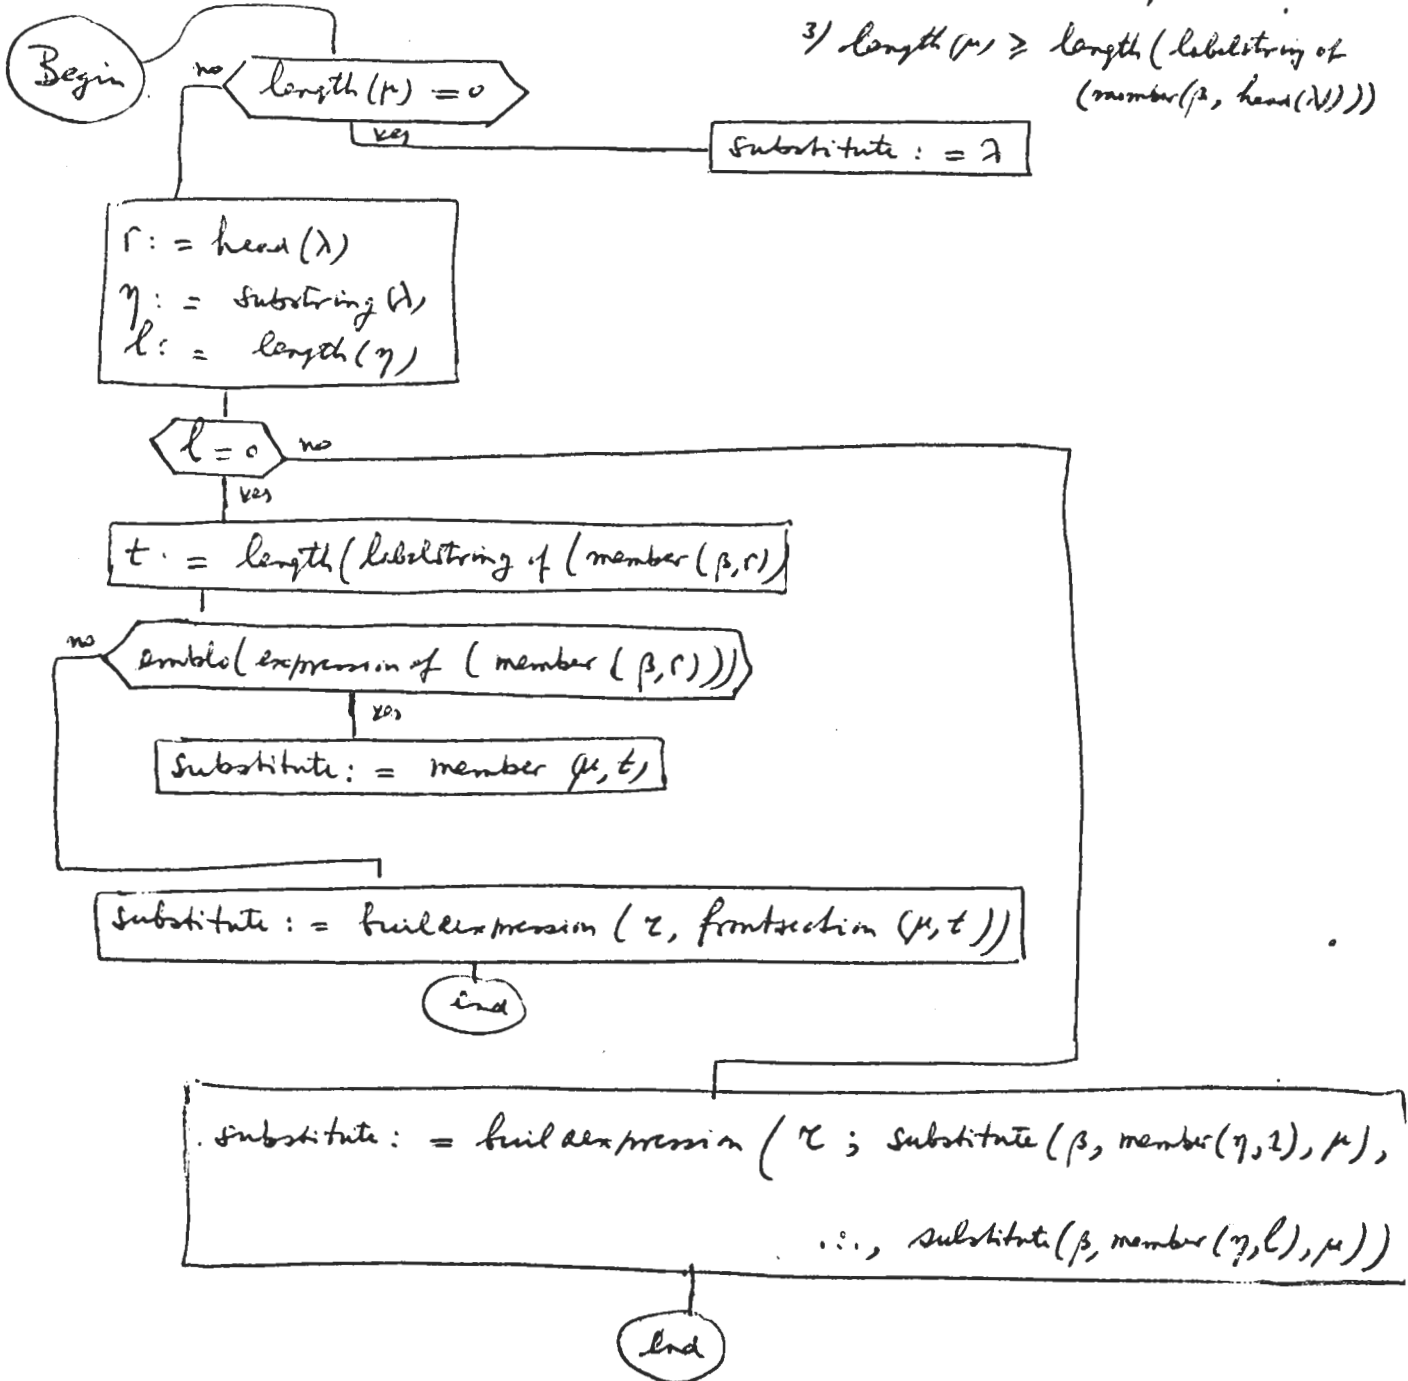 3) length(μ) ≥ length(labelstring of
(member(β, head(λ))))
Begin
no
length(μ) = 0
yes
substitute : = λ
r : = head(λ)
η : = substring(λ)
l : = length(η)
l = 0
no
yes
t . = length(labelstring of (member(β,r)
no
emblo(expression of (member(β,r)))
yes
substitute : = member (μ, t)
substitute : = buildexpression (r, frontsection (μ, t))
End
substitute : = buildexpression (r ; substitute (β, member(η,1), μ),
..., substitute (β, member(η,l), μ))
End